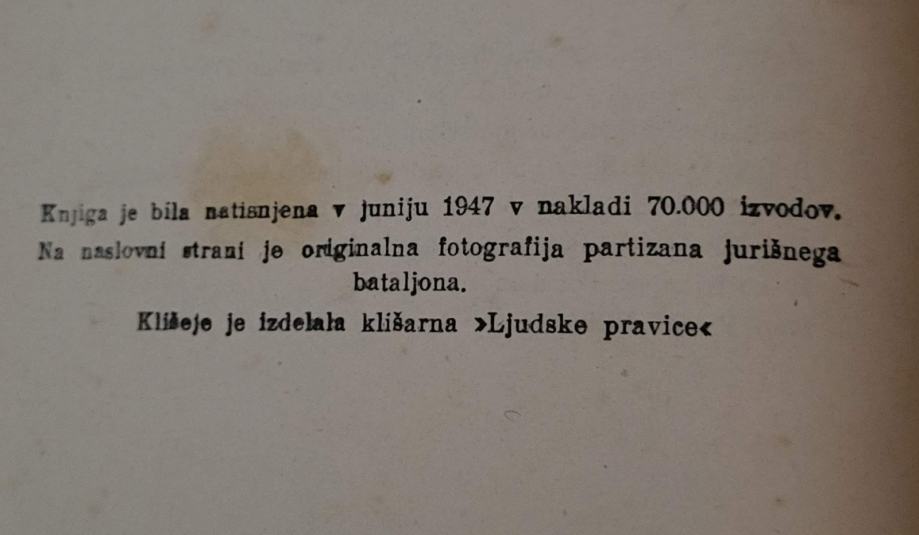 Knjiga je bila natisnjena v juniju 1947 v nakladi 70.000 izvodov.
Na naslovni strani je originalna fotografija partizana jurišnega
bataljona.
Klišeje je izdelala klišarna »Ljudske pravice«